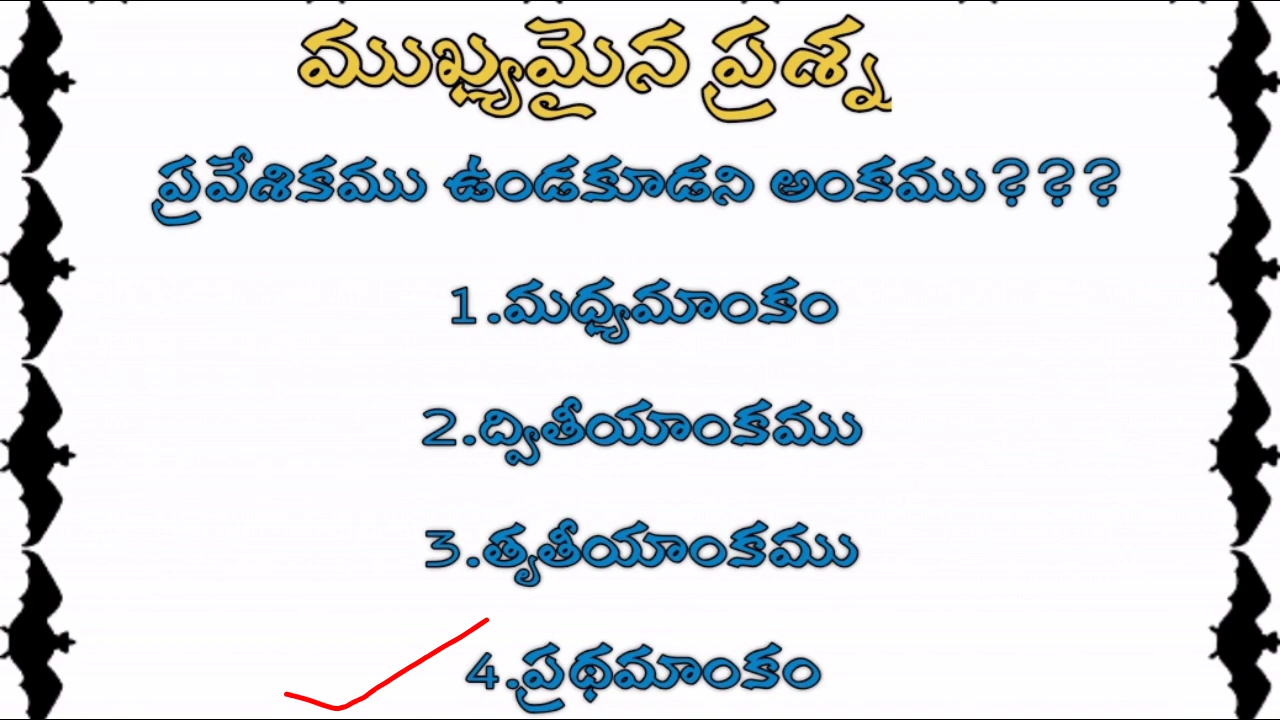 ముఖ్యమైన ప్రశ్న
ప్రవేశికము ఉండకూడని అంకము???
1.మధ్యమాంకం
2.ద్వితీయాంకము
3.తృతీయాంకము
4.ప్రథమాంకం